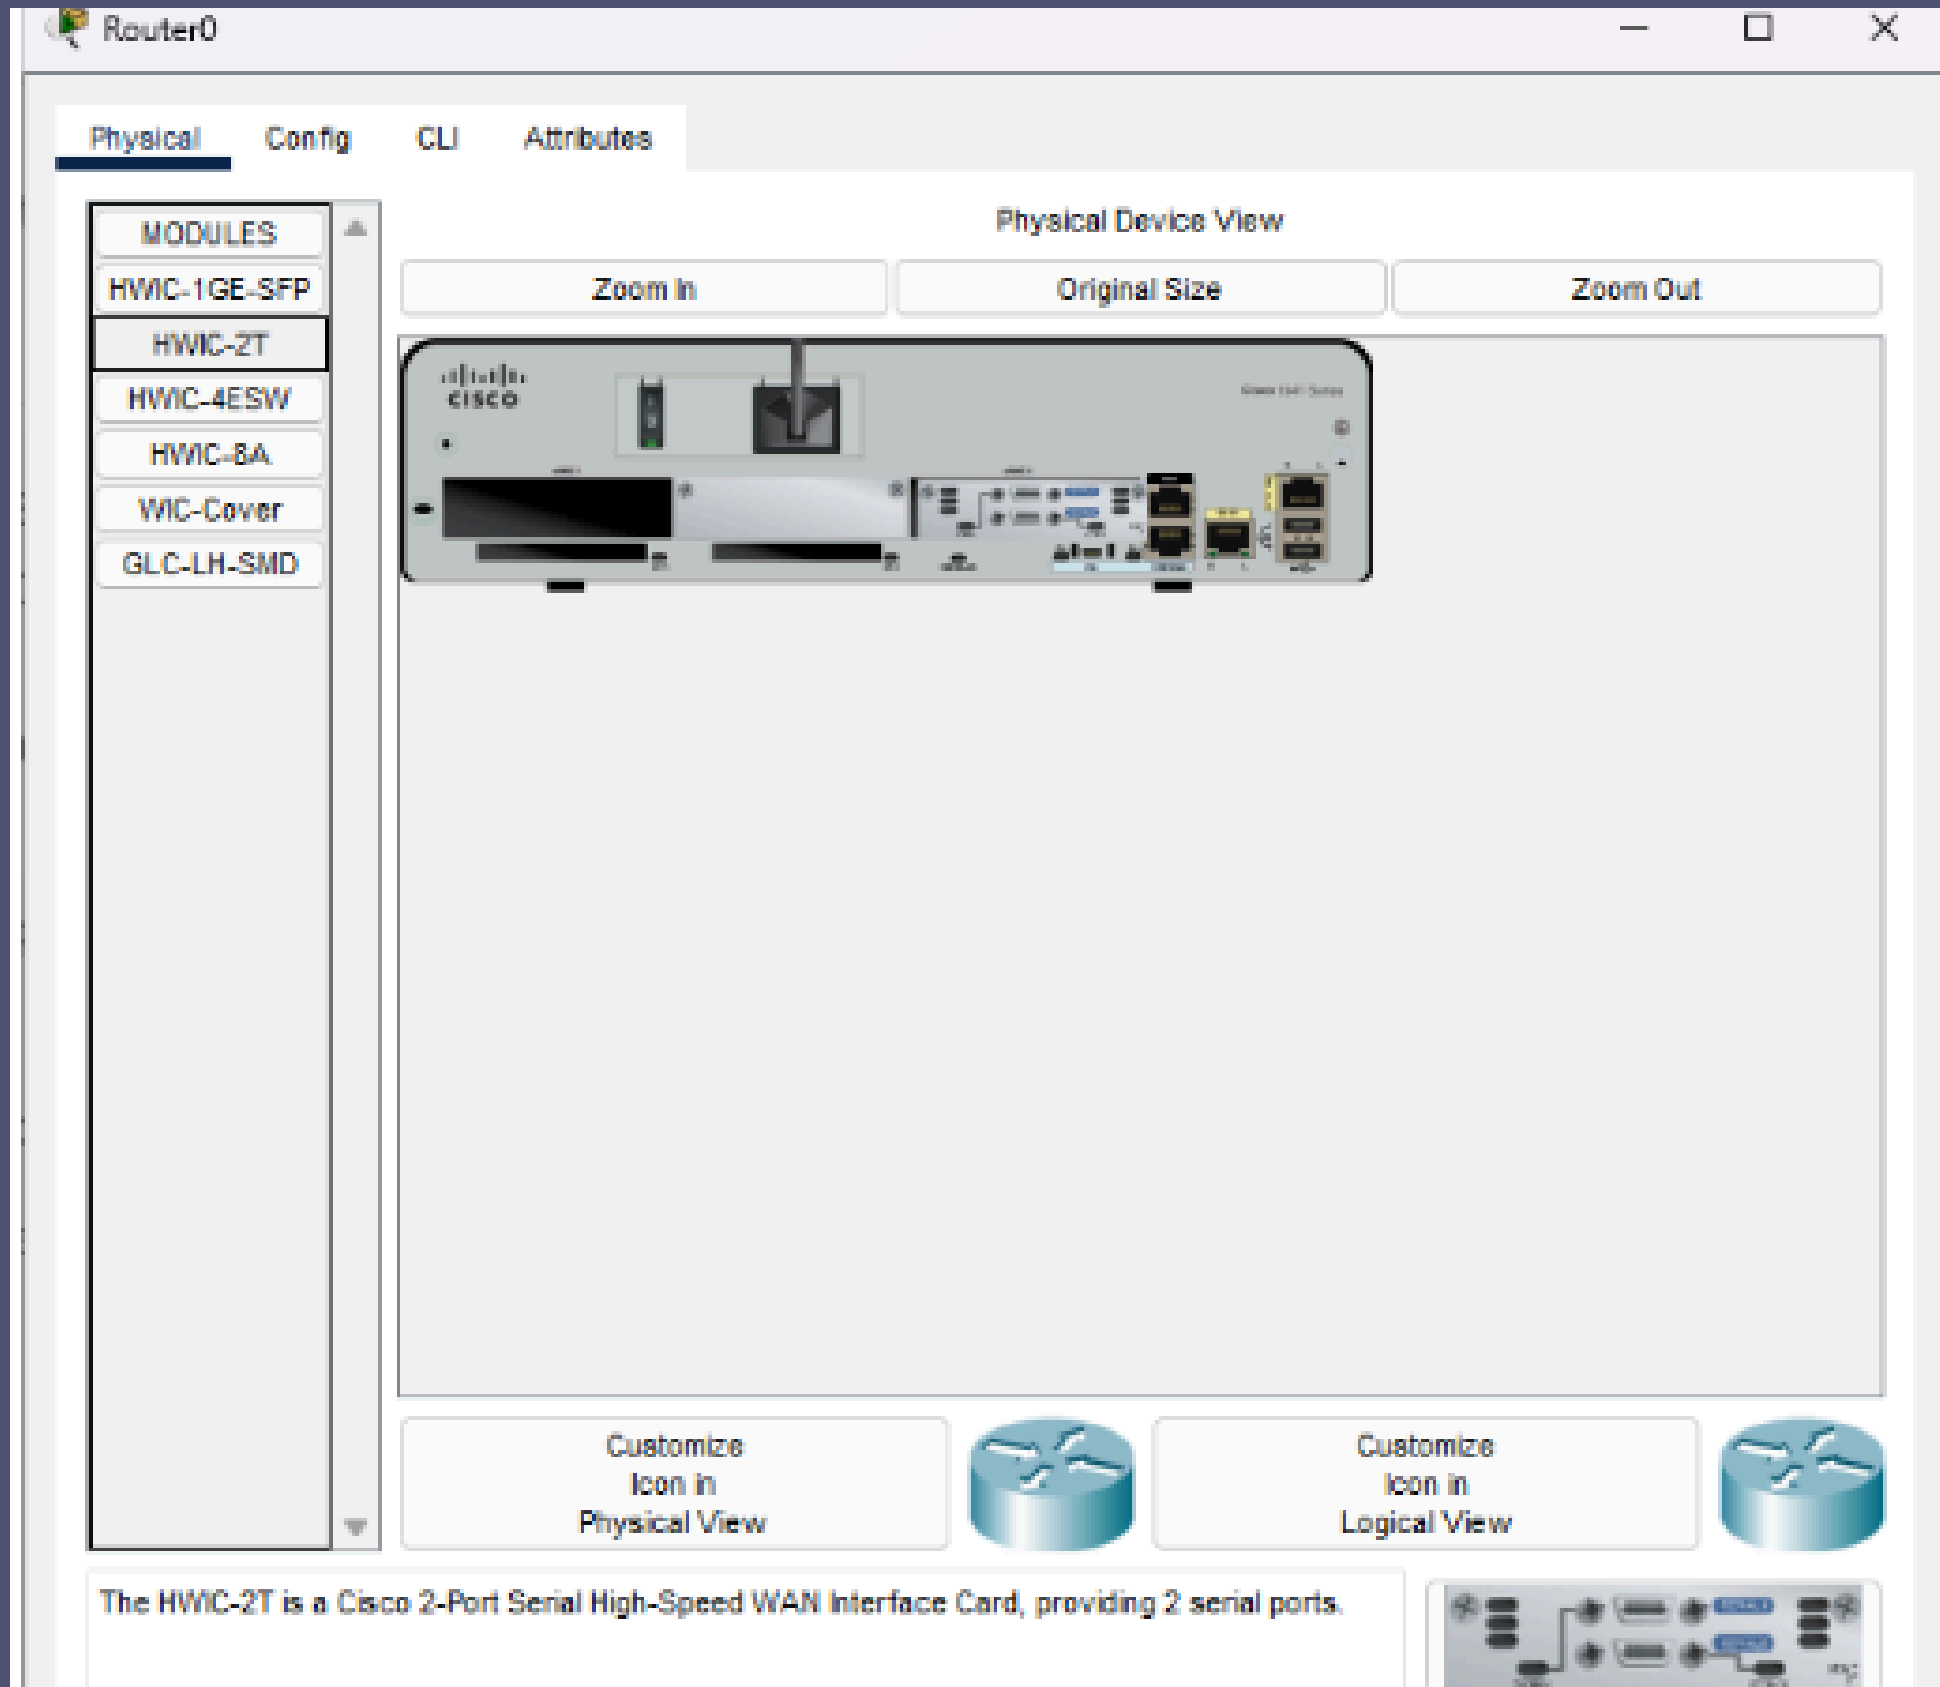 Router0
Physical
Config
CLI
Attributes
MODULES
HWIC-1GE-SFP
HWIC-2T
HWIC-4ESW
HWIC-8A
WIC-Cover
GLC-LH-SMD
Physical Device View
Zoom In
Original Size
Zoom Out
CISCO
Customize
Icon in
Physical View
Customize
Icon in
Logical View
The HWIC-2T is a Cisco 2-Port Serial High-Speed WAN Interface Card, providing 2 serial ports.